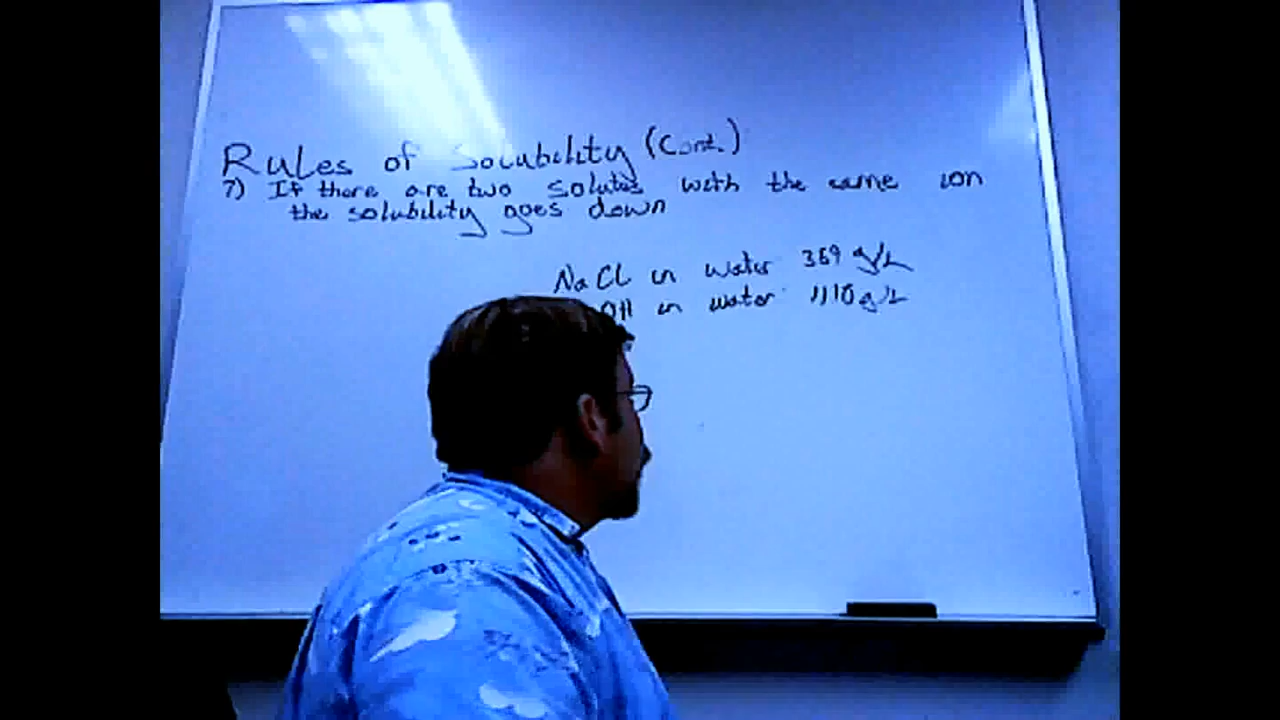 Rules of Solubility (Cont.)
7) If there are two solutes with the same ion
the solubility goes down
NaCl in water 359 g/L
OH in water 1110 g/L